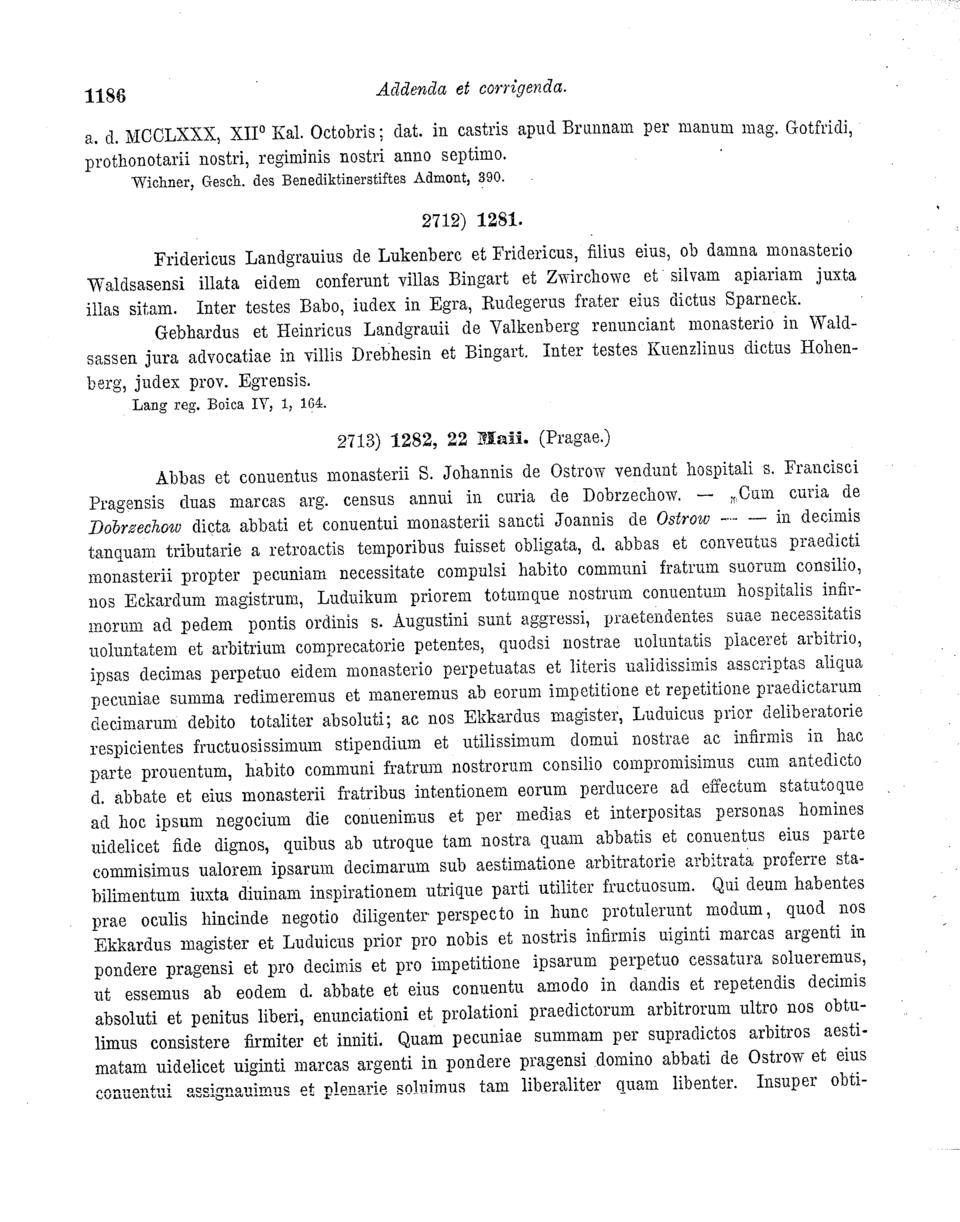 1186
Addenda et corrigenda.
a. d. MCCLXXX, XII⁰ Kal. Octobris; dat. in castris apud Brunnam per manum mag. Gotfridi,
prothonotarii nostri, regiminis nostri anno septimo.
Wichner, Gesch. des Benediktinerstiftes Admont, 390.
2712) 1281.
Fridericus Landgrauius de Lukenberc et Fridericus, filius eius, ob damna monasterio
Waldsasensi illata eidem conferunt villas Bingart et Zwirchowe et silvam apiariam juxta
illas sitam. Inter testes Babo, iudex in Egra, Rudegerus frater eius dictus Sparneck.
Gebhardus et Heinricus Landgrauii de Valkenberg renunciant monasterio in Wald-
sassen jura advocatiae in villis Drebhesin et Bingart. Inter testes Kuenzlinus dictus Hohen-
berg, judex prov. Egrensis.
Lang reg. Boica IV, 1, 164.
2713) 1282, 22 Maii. (Pragae.)
Abbas et conuentus monasterii S. Johannis de Ostrow vendunt hospitali s. Francisci
Pragensis duas marcas arg. census annui in curia de Dobrzechow. — „Cum curia de
Dobrzechow dicta abbati et conuentui monasterii sancti Joannis de Ostrow — — in decimis
tanquam tributarie a retroactis temporibus fuisset obligata, d. abbas et conventus praedicti
monasterii propter pecuniam necessitate compulsi habito communi fratrum suorum consilio,
nos Eckardum magistrum, Luduikum priorem totumque nostrum conuentum hospitalis infir-
morum ad pedem pontis ordinis s. Augustini sunt aggressi, praetendentes suae necessitatis
uoluntatem et arbitrium comprecatorie petentes, quodsi nostrae uoluntatis placeret arbitrio,
ipsas decimas perpetuo eidem monasterio perpetuatas et literis ualidissimis asscriptas aliqua
pecuniae summa redimeremus et maneremus ab eorum impetitione et repetitione praedictarum
decimarum debito totaliter absoluti; ac nos Ekkardus magister, Luduicus prior deliberatorie
respicientes fructuosissimum stipendium et utilissimum domui nostrae ac infirmis in hac
parte prouentum, habito communi fratrum nostrorum consilio compromisimus cum antedicto
d. abbate et eius monasterii fratribus intentionem eorum perducere ad effectum statutoque
ad hoc ipsum negocium die conuenimus et per medias et interpositas personas homines
uidelicet fide dignos, quibus ab utroque tam nostra quam abbatis et conuentus eius parte
commisimus ualorem ipsarum decimarum sub aestimatione arbitratorie arbitrata proferre sta-
bilimentum iuxta diuinam inspirationem utrique parti utiliter fructuosum. Qui deum habentes
prae oculis hincinde negotio diligenter perspecto in hunc protulerunt modum, quod nos
Ekkardus magister et Luduicus prior pro nobis et nostris infirmis uiginti marcas argenti in
pondere pragensi et pro decimis et pro impetitione ipsarum perpetuo cessatura solueremus,
ut essemus ab eodem d. abbate et eius conuentu amodo in dandis et repetendis decimis
absoluti et penitus liberi, enunciationi et prolationi praedictorum arbitrorum ultro nos obtu-
limus consistere firmiter et inniti. Quam pecuniae summam per supradictos arbitros aesti-
matam uidelicet uiginti marcas argenti in pondere pragensi domino abbati de Ostrow et eius
conuentui assignauimus et plenarie soluimus tam liberaliter quam libenter. Insuper obti-